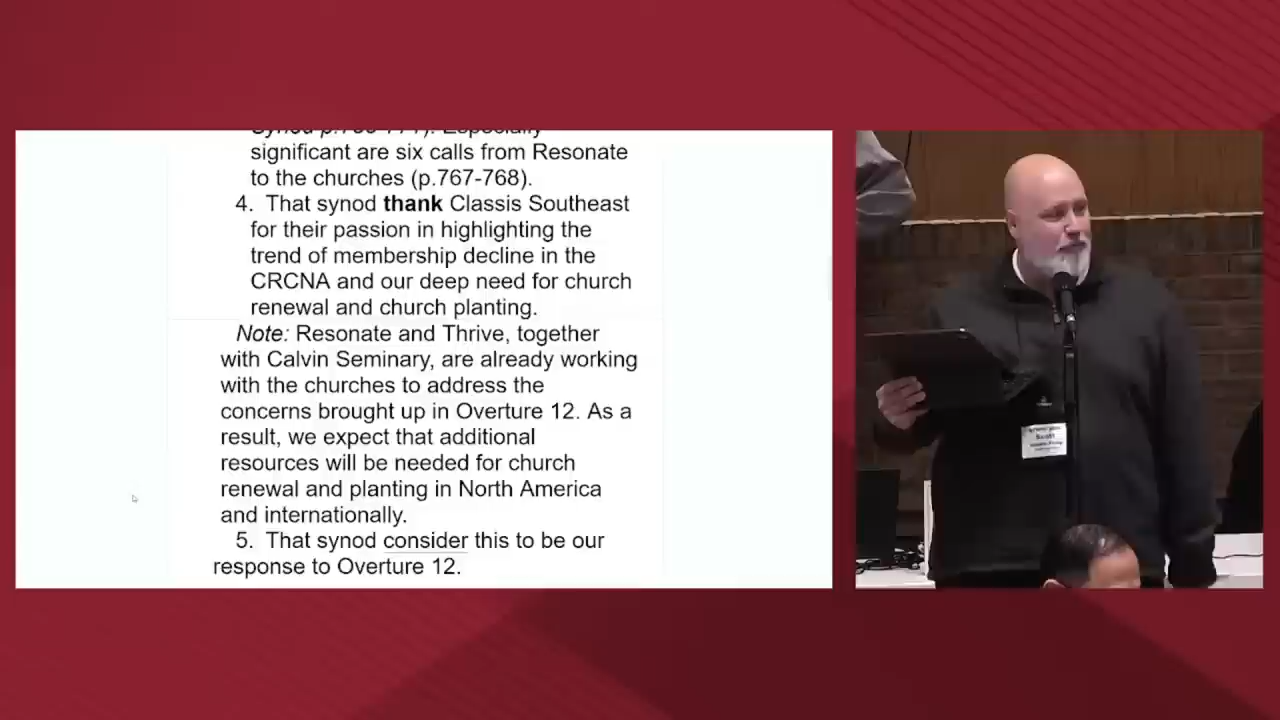 significant are six calls from Resonate
to the churches (p.767-768).
4. That synod thank Classis Southeast
for their passion in highlighting the
trend of membership decline in the
CRCNA and our deep need for church
renewal and church planting.
Note: Resonate and Thrive, together
with Calvin Seminary, are already working
with the churches to address the
concerns brought up in Overture 12. As a
result, we expect that additional
resources will be needed for church
renewal and planting in North America
and internationally.
5. That synod consider this to be our
response to Overture 12.